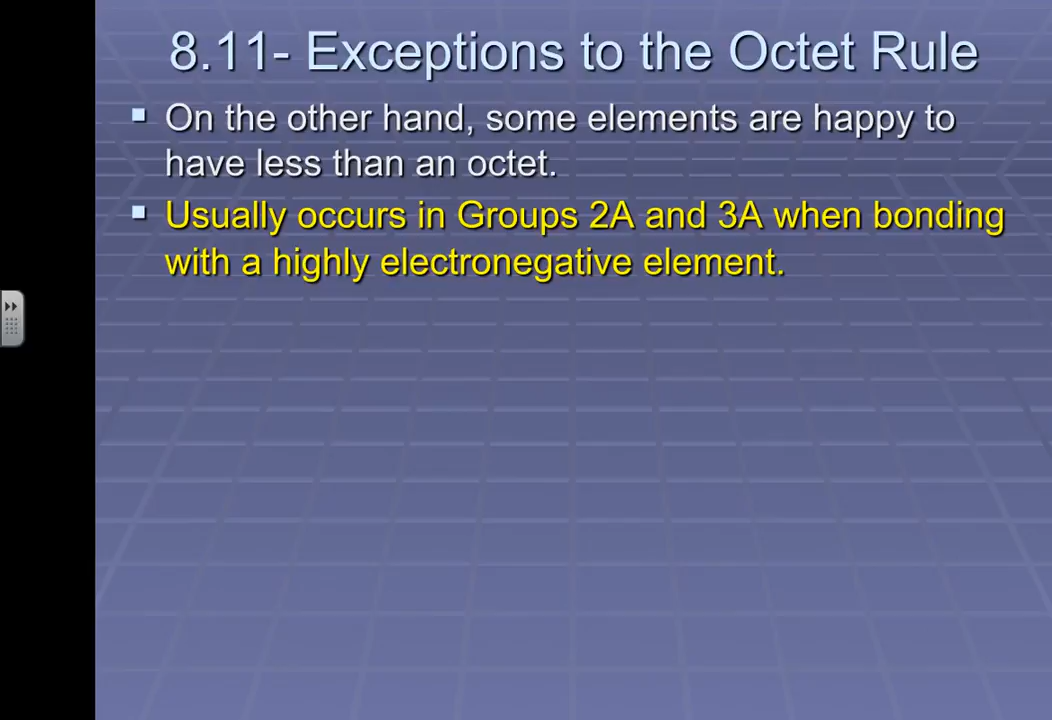 8.11- Exceptions to the Octet Rule
On the other hand, some elements are happy to
have less than an octet.
Usually occurs in Groups 2A and 3A when bonding
with a highly electronegative element.